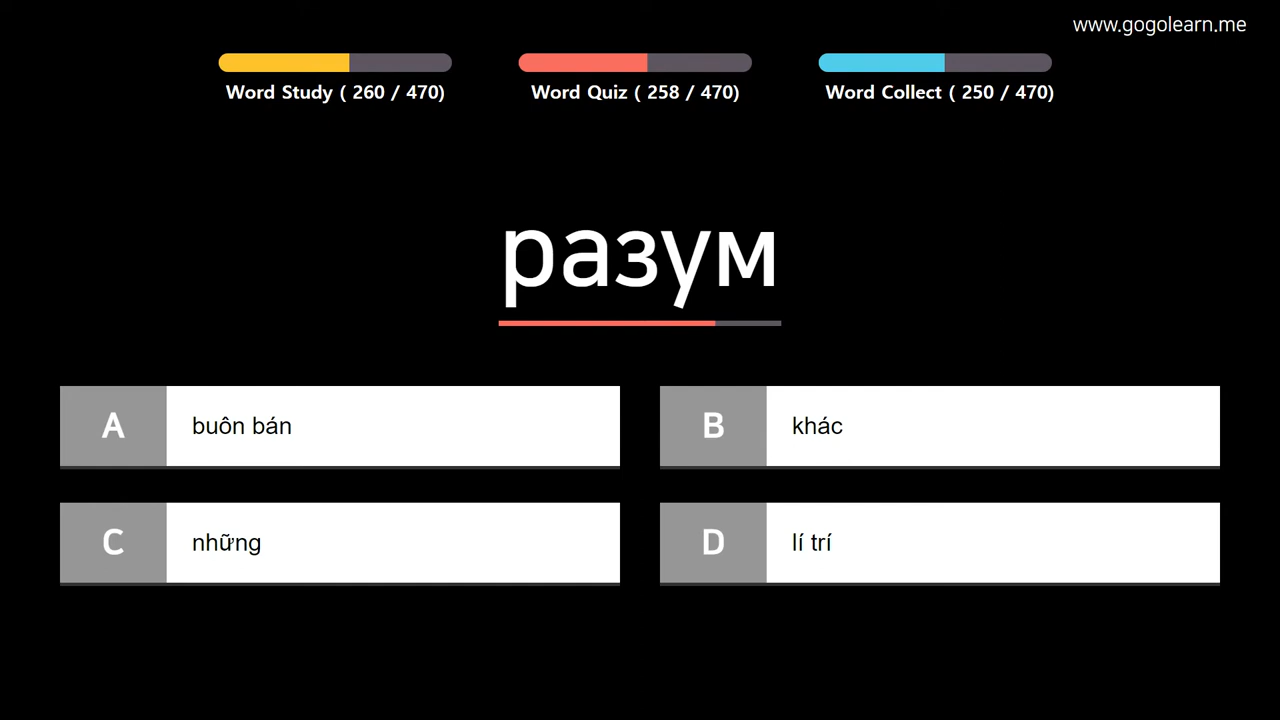 www.gogolearn.me
Word Study ( 260 / 470)
Word Quiz ( 258 / 470)
Word Collect ( 250 / 470)
разум
A buôn bán
B khác
C những
D lí trí